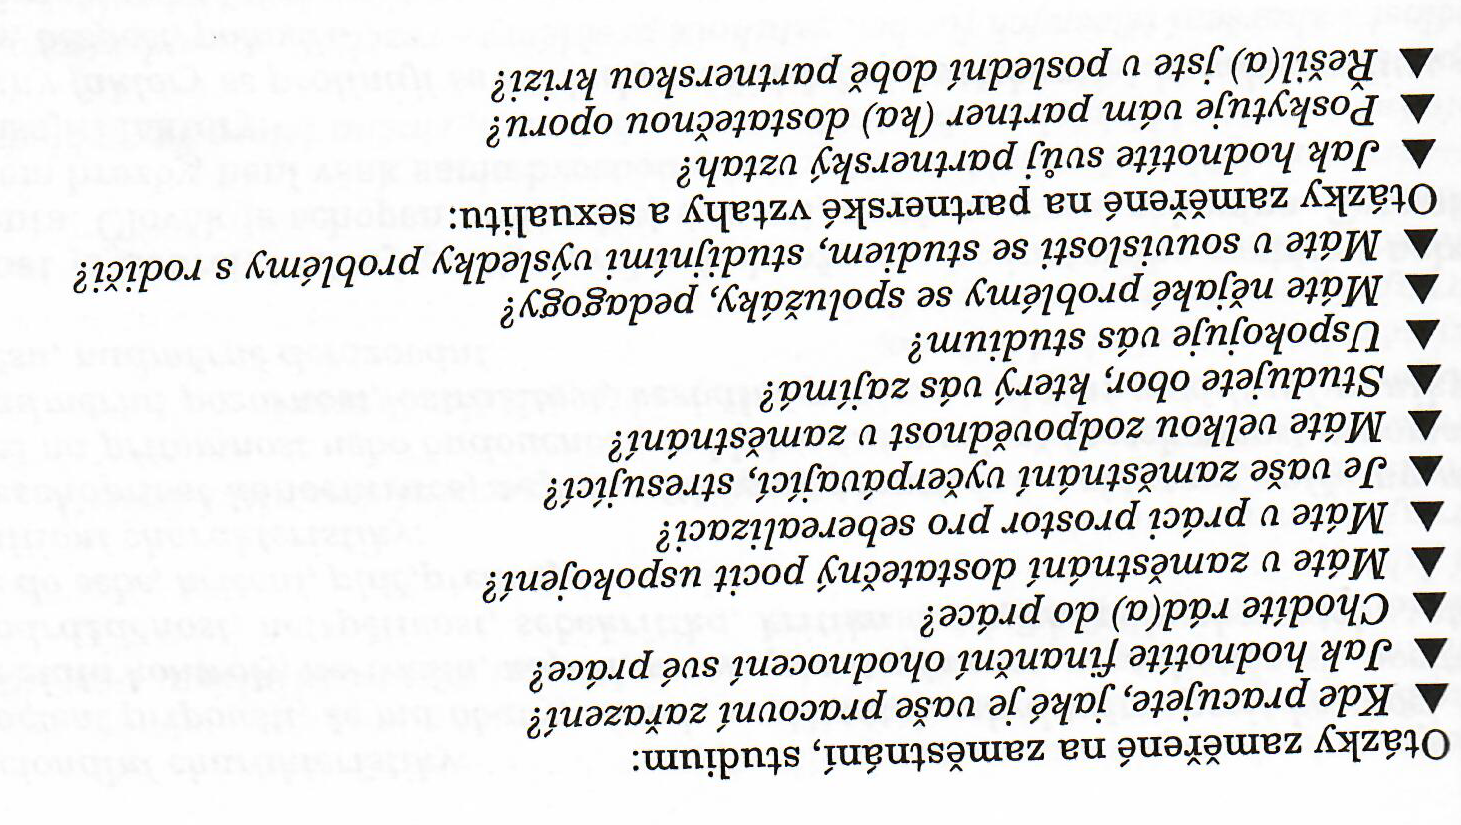 Otázky zaměřené na zaměstnání, studium:
▼ Kde pracujete, jaké je vaše pracovní zařazení?
▼ Jak hodnotíte finanční ohodnocení své práce?
▼ Chodíte rád(a) do práce?
▼ Máte v zaměstnání dostatečný pocit uspokojení?
▼ Máte v práci prostor pro seberealizaci?
▼ Je vaše zaměstnání vyčerpávající, stresující?
▼ Máte velkou zodpovědnost v zaměstnání?
▼ Studujete obor, který vás zajímá?
▼ Uspokojuje vás studium?
▼ Máte nějaké problémy se spolužáky, pedagogy?
▼ Máte v souvislosti se studiem, studijními výsledky problémy s rodiči?
Otázky zaměřené na partnerské vztahy a sexualitu:
▼ Jak hodnotíte svůj partnerský vztah?
▼ Poskytuje vám partner (ka) dostatečnou oporu?
▼ Řešil(a) jste v poslední době partnerskou krizi?